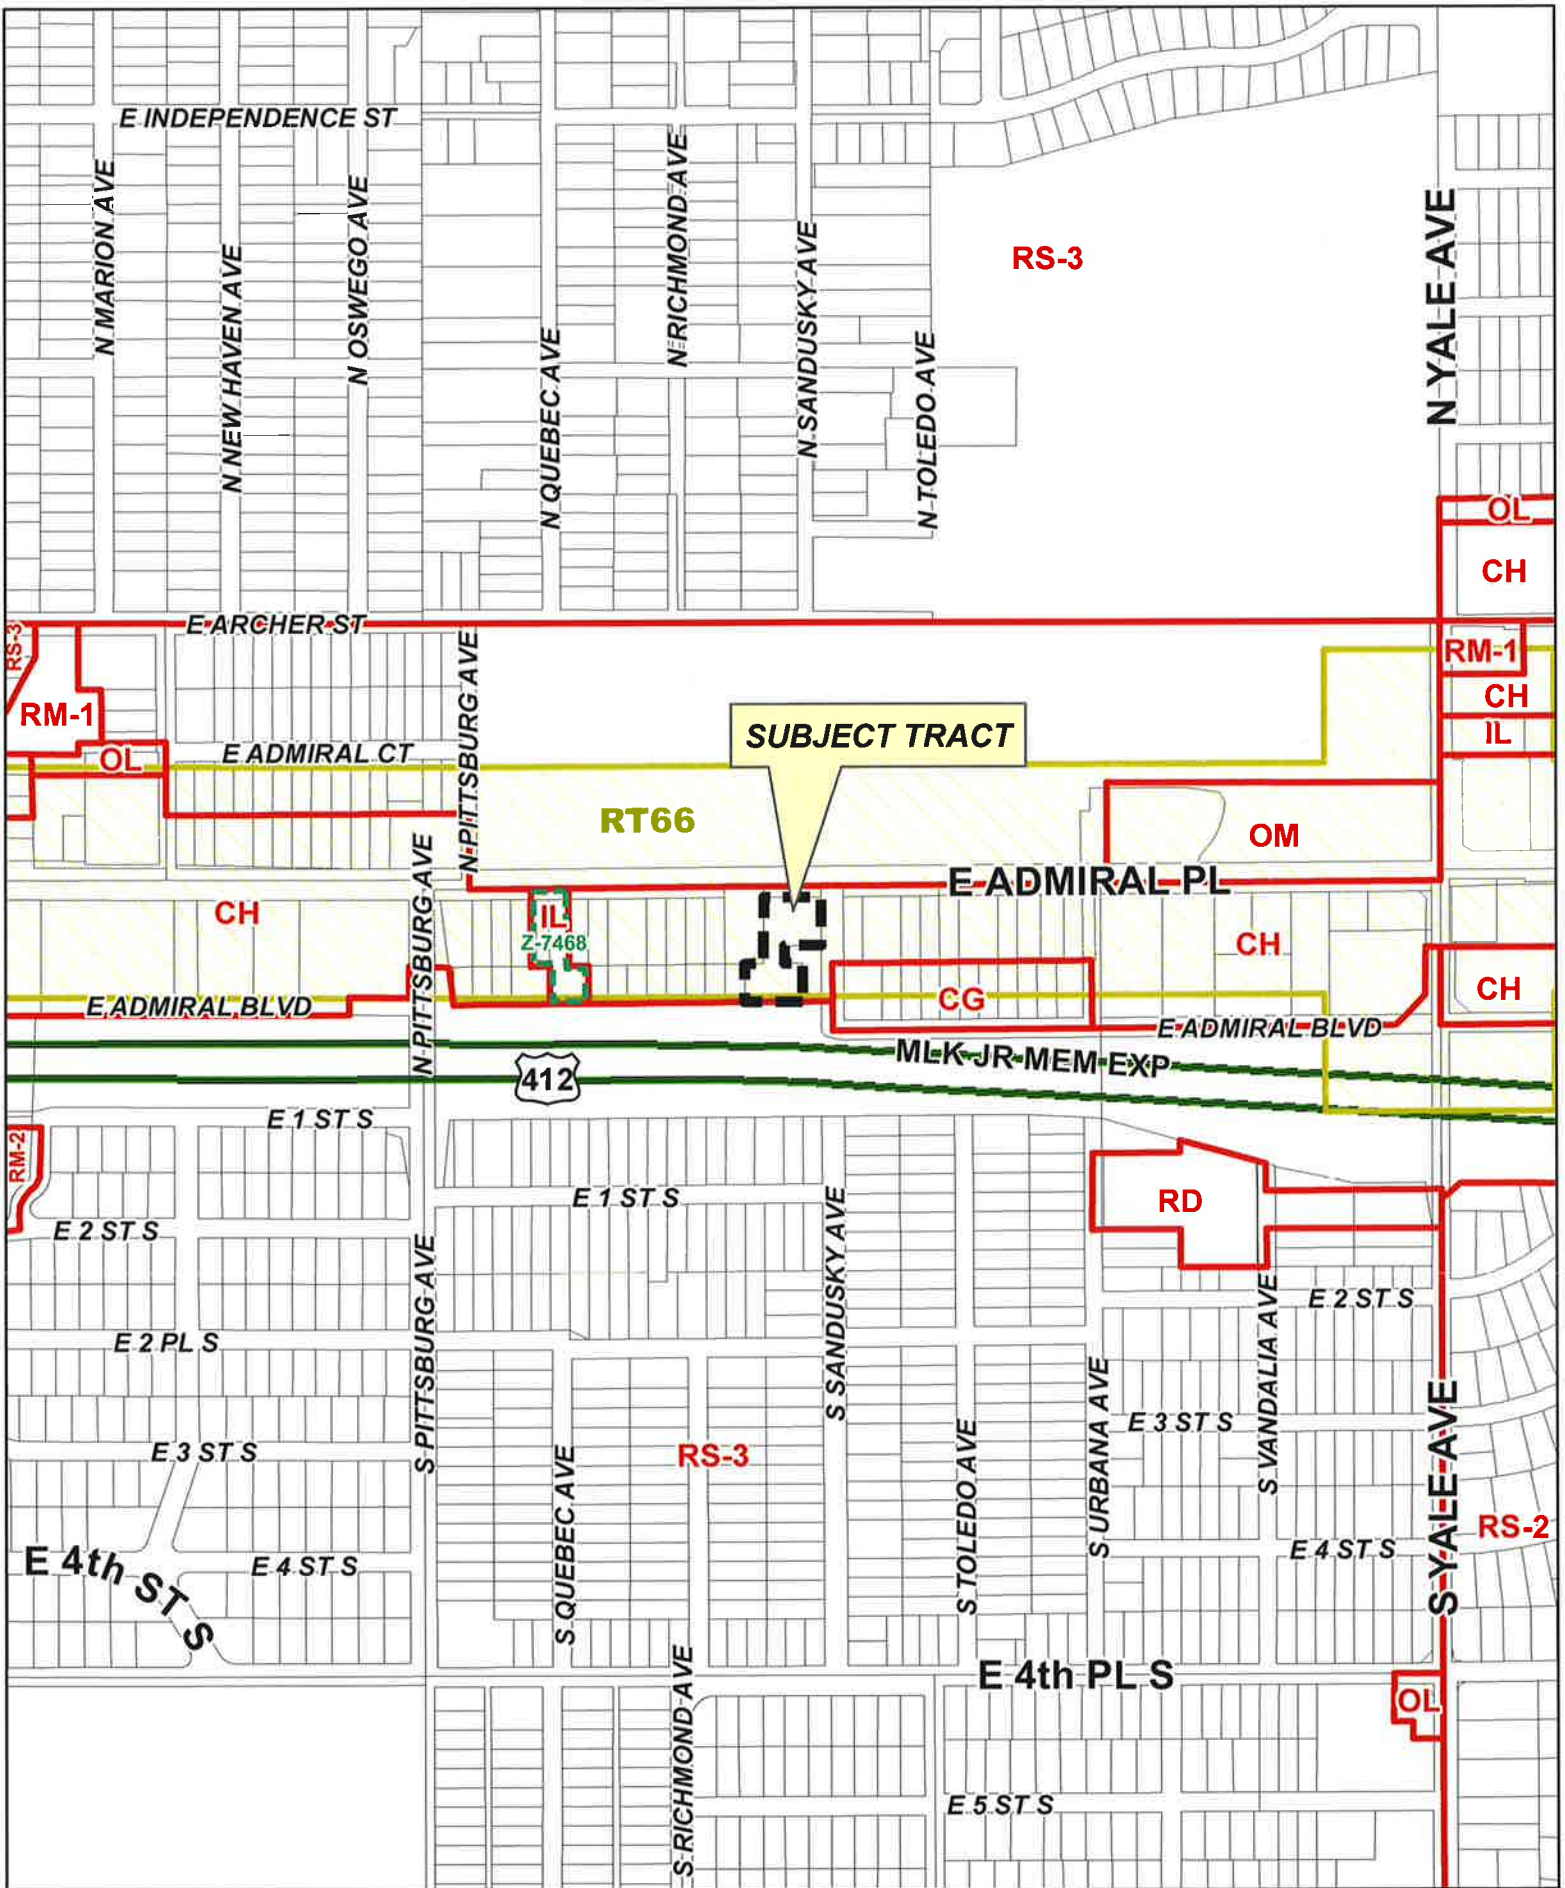 E INDEPENDENCE ST
N MARION AVE
N NEW HAVEN AVE
N OSWEGO AVE
N QUEBEC AVE
N RICHMOND AVE
N SANDUSKY AVE
N TOLEDO AVE
RS-3
N YALE AVE
OL
CH
E ARCHER ST
RS-3
RM-1
OL
E ADMIRAL CT
N PITTSBURG AVE
SUBJECT TRACT
RM-1
CH
IL
RT66
OM
E ADMIRAL PL
CH
N PITTSBURG AVE
IL
Z-7468
CH
CG
CH
E ADMIRAL BLVD
E ADMIRAL BLVD
MLK JR MEM EXP
412
E 1 ST S
RM-2
E 1 ST S
RD
E 2 ST S
S PITTSBURG AVE
S SANDUSKY AVE
E 2 ST S
E 2 PL S
S VANDALIA AVE
S URBANA AVE
E 3 ST S
E 3 ST S
RS-3
S QUEBEC AVE
S TOLEDO AVE
S YALE AVE
RS-2
E 4th ST S
E 4 ST S
E 4 ST S
S RICHMOND AVE
E 4th PL S
OL
E 5 ST S